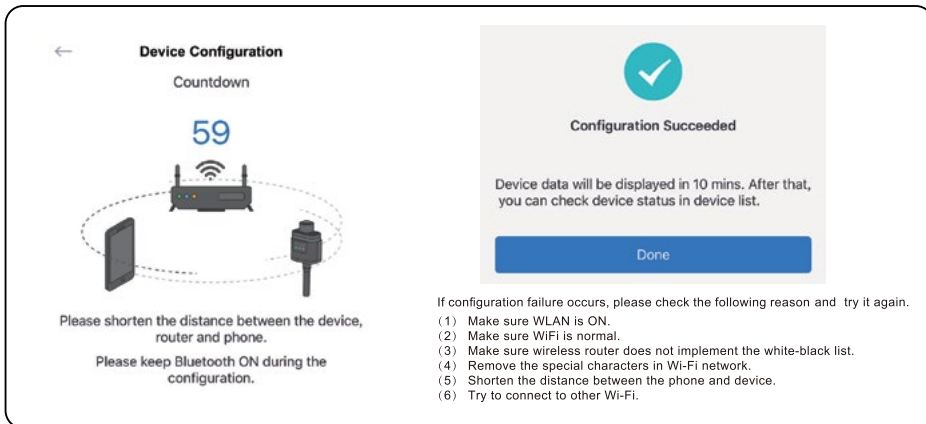 Device Configuration
Countdown
59
Please shorten the distance between the device,
router and phone.
Please keep Bluetooth ON during the
configuration.
Configuration Succeeded
Device data will be displayed in 10 mins. After that,
you can check device status in device list.
Done
If configuration failure occurs, please check the following reason and try it again.
(1) Make sure WLAN is ON.
(2) Make sure WiFi is normal.
(3) Make sure wireless router does not implement the white-black list.
(4) Remove the special characters in Wi-Fi network.
(5) Shorten the distance between the phone and device.
(6) Try to connect to other Wi-Fi.